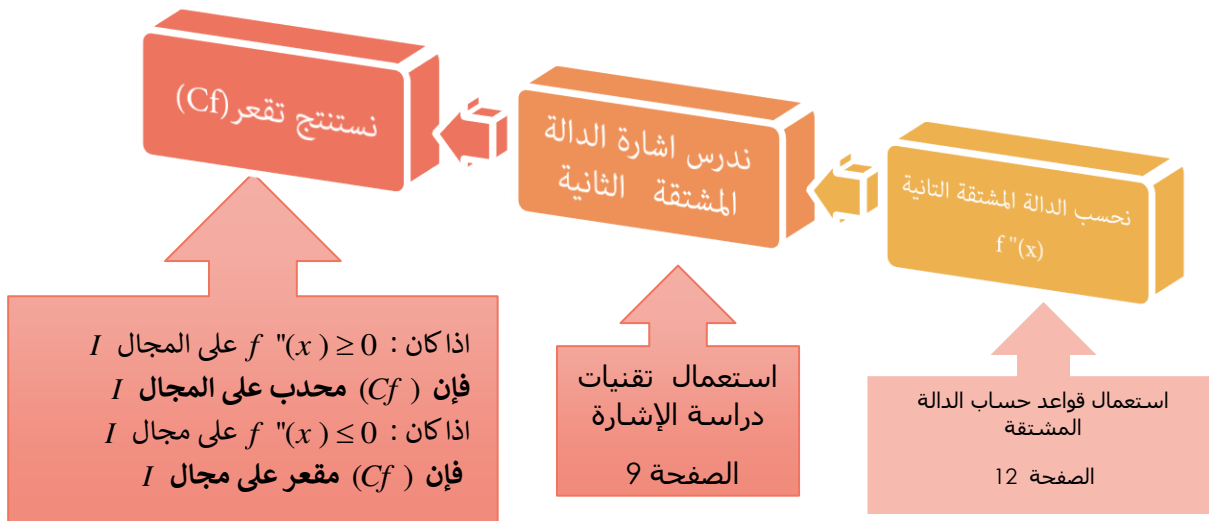 نحسب الدالة المشتقة التانية
f "(x)
ندرس اشارة الدالة
المشتقة الثانية
نستنتج تقعر(Cf)
استعمال قواعد حساب الدالة
المشتقة
الصفحة 12
استعمال تقنيات
دراسة الإشارة
الصفحة 9
اذا كان : f "(x) ≥ 0 على المجال I
فإن (Cf) محدب على المجال I
اذا كان : f "(x) ≤ 0 على مجال I
فإن (Cf) مقعر على مجال I